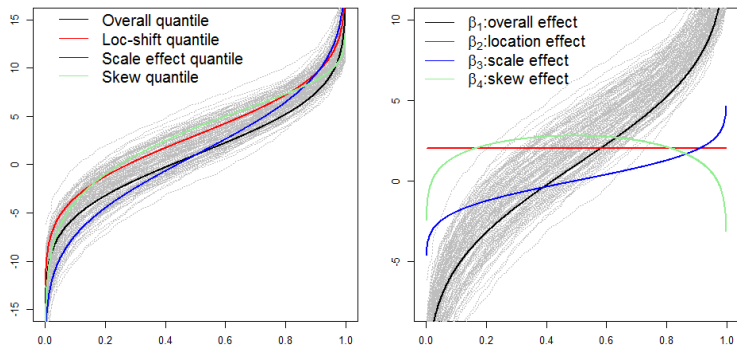 Overall quantile
Loc-shift quantile
Scale effect quantile
Skew quantile
15
10
5
0
-5
-10
-15
0.0 0.2 0.4 0.6 0.8 1.0
β₁:overall effect
β₂:location effect
β₃:scale effect
β₄:skew effect
10
5
0
-5
0.0 0.2 0.4 0.6 0.8 1.0